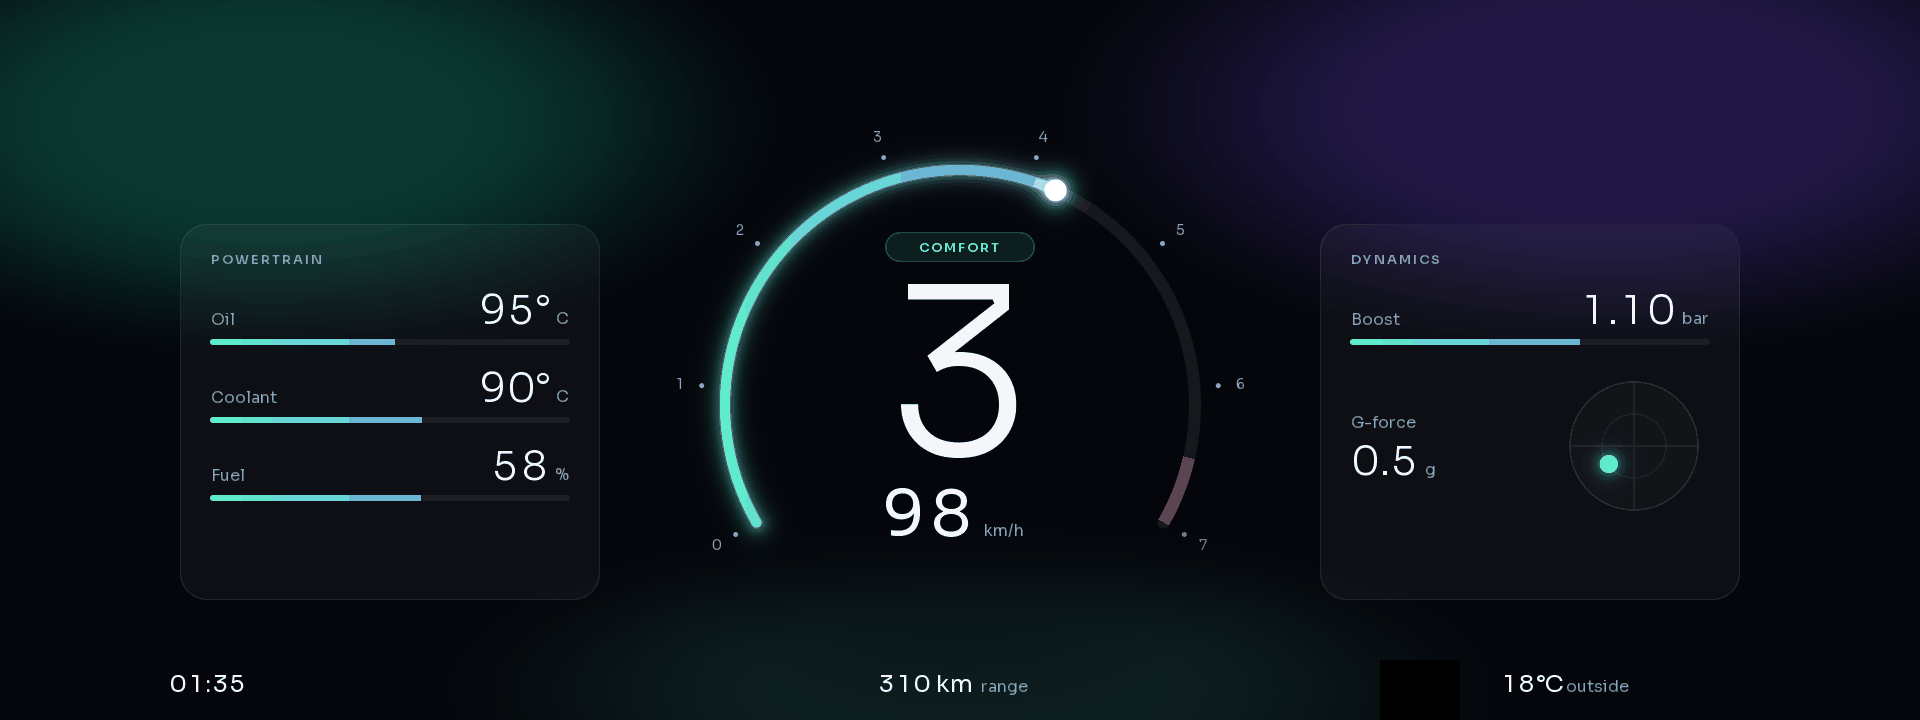 3
4
2
5
1
6
0
7
COMFORT
3
98 km/h
POWERTRAIN
Oil 95° C
Coolant 90° C
Fuel 58 %
DYNAMICS
Boost 1.10 bar
G-force
0.5 g
01:35
310 km range
18°C outside